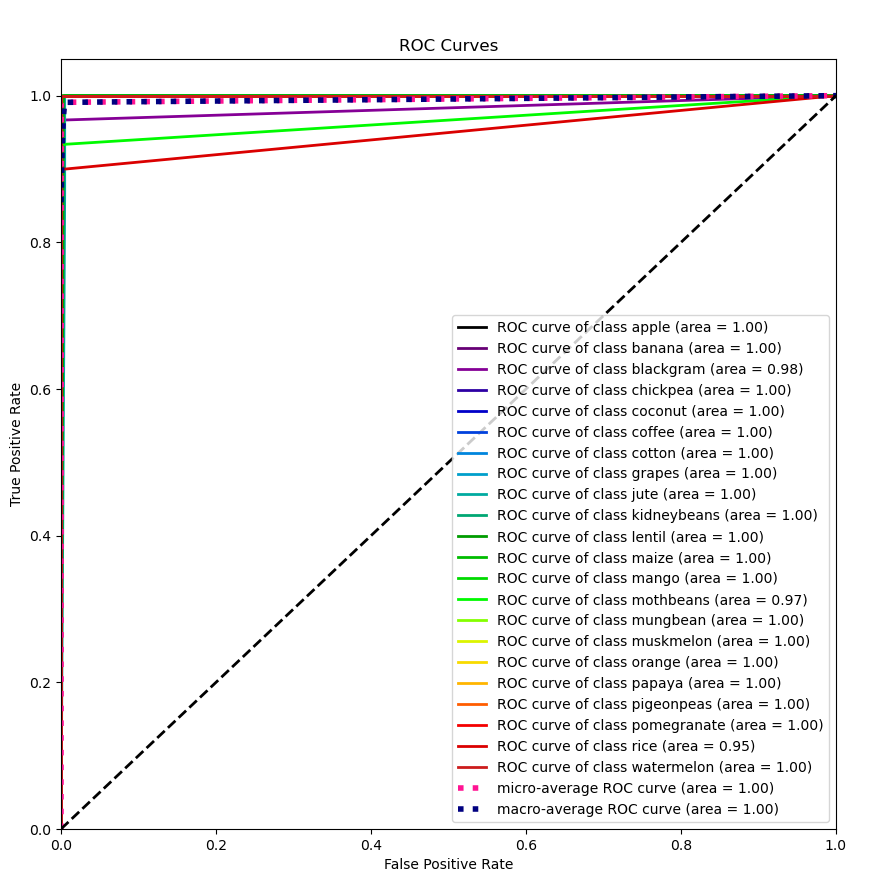 ROC Curves
1.0
0.8
0.6
0.4
0.2
0.0
True Positive Rate
ROC curve of class apple (area = 1.00)
ROC curve of class banana (area = 1.00)
ROC curve of class blackgram (area = 0.98)
ROC curve of class chickpea (area = 1.00)
ROC curve of class coconut (area = 1.00)
ROC curve of class coffee (area = 1.00)
ROC curve of class cotton (area = 1.00)
ROC curve of class grapes (area = 1.00)
ROC curve of class jute (area = 1.00)
ROC curve of class kidneybeans (area = 1.00)
ROC curve of class lentil (area = 1.00)
ROC curve of class maize (area = 1.00)
ROC curve of class mango (area = 1.00)
ROC curve of class mothbeans (area = 0.97)
ROC curve of class mungbean (area = 1.00)
ROC curve of class muskmelon (area = 1.00)
ROC curve of class orange (area = 1.00)
ROC curve of class papaya (area = 1.00)
ROC curve of class pigeonpeas (area = 1.00)
ROC curve of class pomegranate (area = 1.00)
ROC curve of class rice (area = 0.95)
ROC curve of class watermelon (area = 1.00)
micro-average ROC curve (area = 1.00)
macro-average ROC curve (area = 1.00)
0.0 0.2 0.4 0.6 0.8 1.0
False Positive Rate